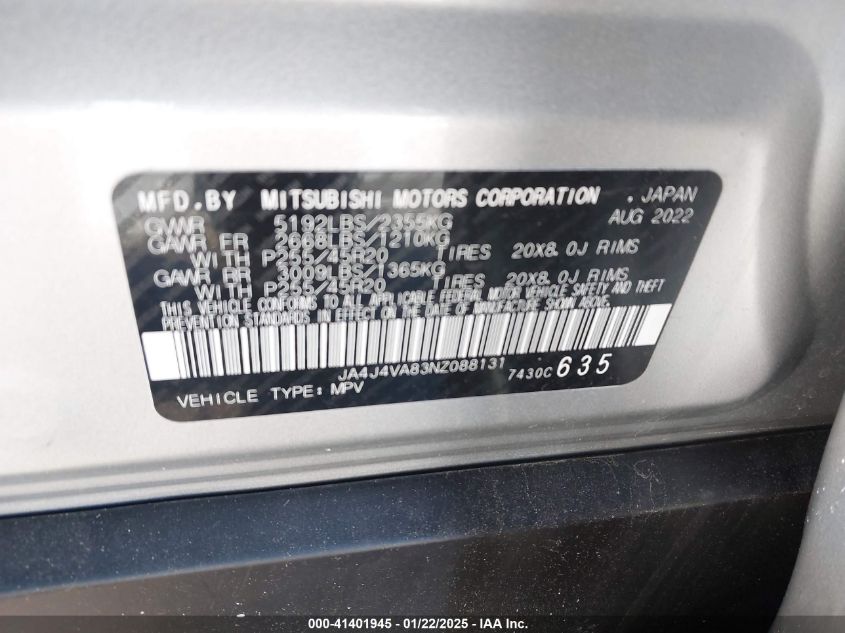 MFD.BY MITSUBISHI MOTORS CORPORATION , JAPAN
GVWR 5192LBS/2355KG AUG 2022
GAWR FR 2668LBS/1210KG
WITH P255/45R20 TIRES 20X8.0J RIMS
GAWR RR 3009LBS/1365KG
WITH P255/45R20 TIRES 20X8.0J RIMS
THIS VEHICLE CONFORMS TO ALL APPLICABLE FEDERAL MOTOR VEHICLE SAFETY AND THEFT
PREVENTION STANDARDS IN EFFECT ON THE DATE OF MANUFACTURE SHOWN ABOVE.
JA4J4VA83NZ088131 7430C 635
VEHICLE TYPE: MPV
000-41401945 - 01/22/2025 - IAA Inc.